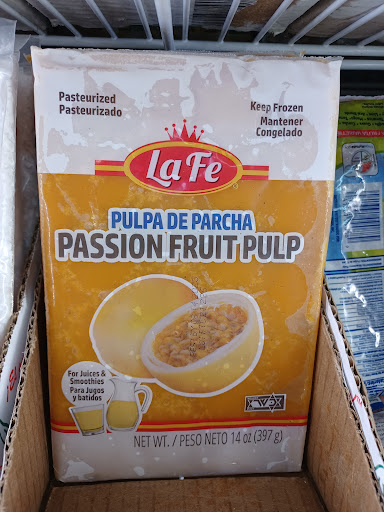 Pasteurized
Pasteurizado
Keep Frozen
Mantener
Congelado
La Fe
PULPA DE PARCHA
PASSION FRUIT PULP
For Juices &
Smoothies
Para Jugos
y batidos
NET WT. / PESO NETO 14 oz (397g)